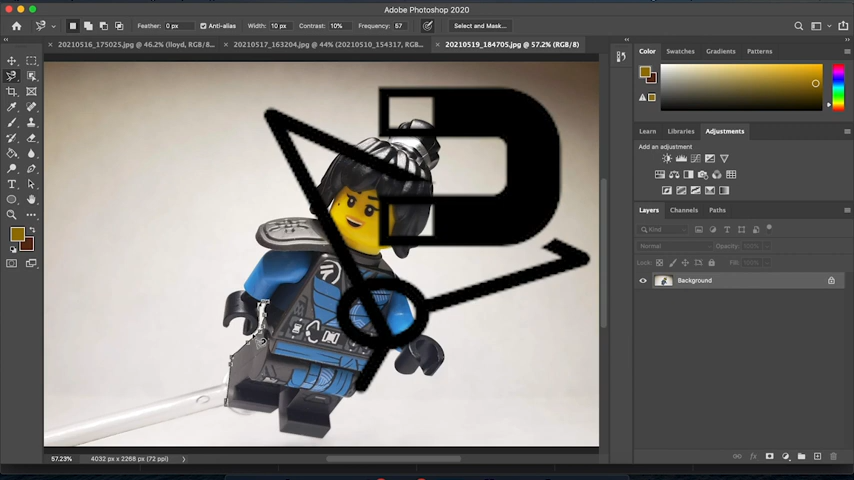 Adobe Photoshop 2020
Feather: 0 px Anti-alias Width: 10 px Contrast: 10% Frequency: 57 Select and Mask...
20210516_175025.jpg @ 46.2% (lloyd, RGB/8... 20210517_163204.jpg @ 44% (20210510_154317, RGB... 20210519_184705.jpg @ 57.2% (RGB/8)
Color Swatches Gradients Patterns
Learn Libraries Adjustments
Add an adjustment
Layers Channels Paths
Kind
Normal Opacity: 100%
Lock: Fill: 100%
Background
57.23% 4032 px x 2268 px (72 ppi)